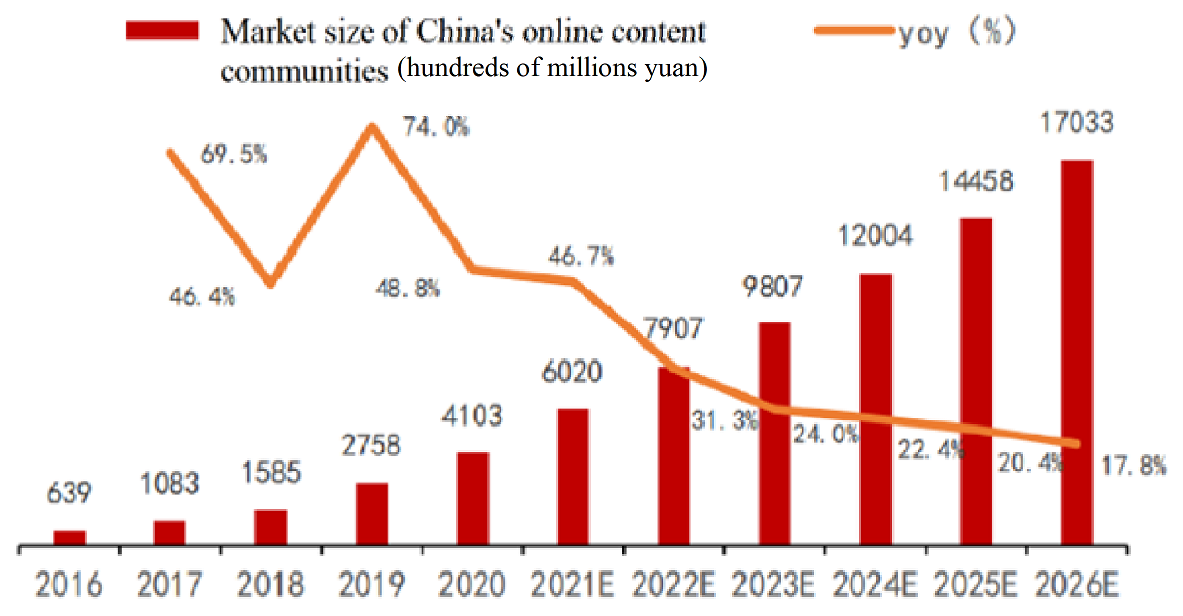 Market size of China's online content
communities (hundreds of millions yuan)
yoy (%)
69.5%
46.4%
74.0%
48.8%
46.7%
31.3%
24.0%
22.4%
20.4%
17.8%
639
1083
1585
2758
4103
6020
7907
9807
12004
14458
17033
2016
2017
2018
2019
2020
2021E
2022E
2023E
2024E
2025E
2026E